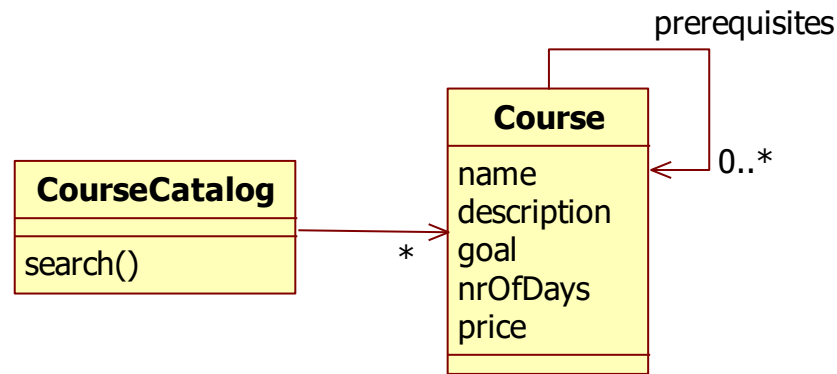 prerequisites
Course
0..*
name
description
goal
nrOfDays
price
CourseCatalog
search()
*